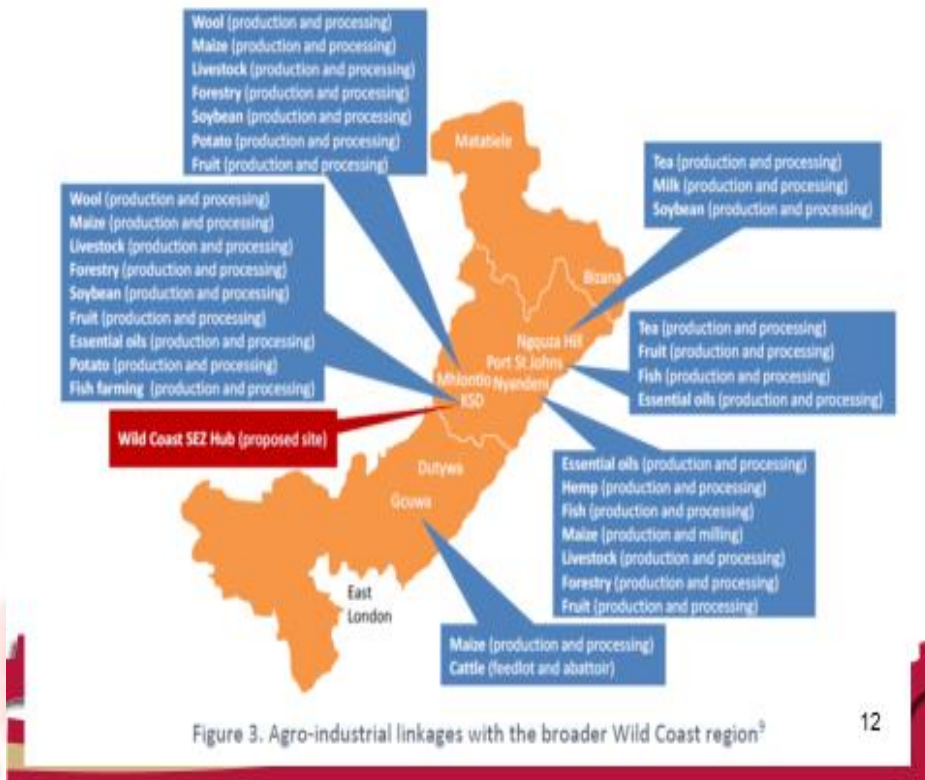 Wool (production and processing)
Maize (production and processing)
Livestock (production and processing)
Forestry (production and processing)
Soybean (production and processing)
Potato (production and processing)
Fruit (production and processing)
Matatiele
Tea (production and processing)
Milk (production and processing)
Soybean (production and processing)
Wool (production and processing)
Maize (production and processing)
Livestock (production and processing)
Forestry (production and processing)
Soybean (production and processing)
Fruit (production and processing)
Essential oils (production and processing)
Potato (production and processing)
Fish farming (production and processing)
Bizana
Ngquza Hill
Port St Johns
Mhlontlo
Nyandeni
KSD
Tea (production and processing)
Fruit (production and processing)
Fish (production and processing)
Essential oils (production and processing)
Wild Coast SEZ Hub (proposed site)
Dutywa
Gcuwa
Essential oils (production and processing)
Hemp (production and processing)
Fish (production and processing)
Maize (production and milling)
Livestock (production and processing)
Forestry (production and processing)
Fruit (production and processing)
East
London
Maize (production and processing)
Cattle (feedlot and abattoir)
Figure 3. Agro-industrial linkages with the broader Wild Coast region⁹
12